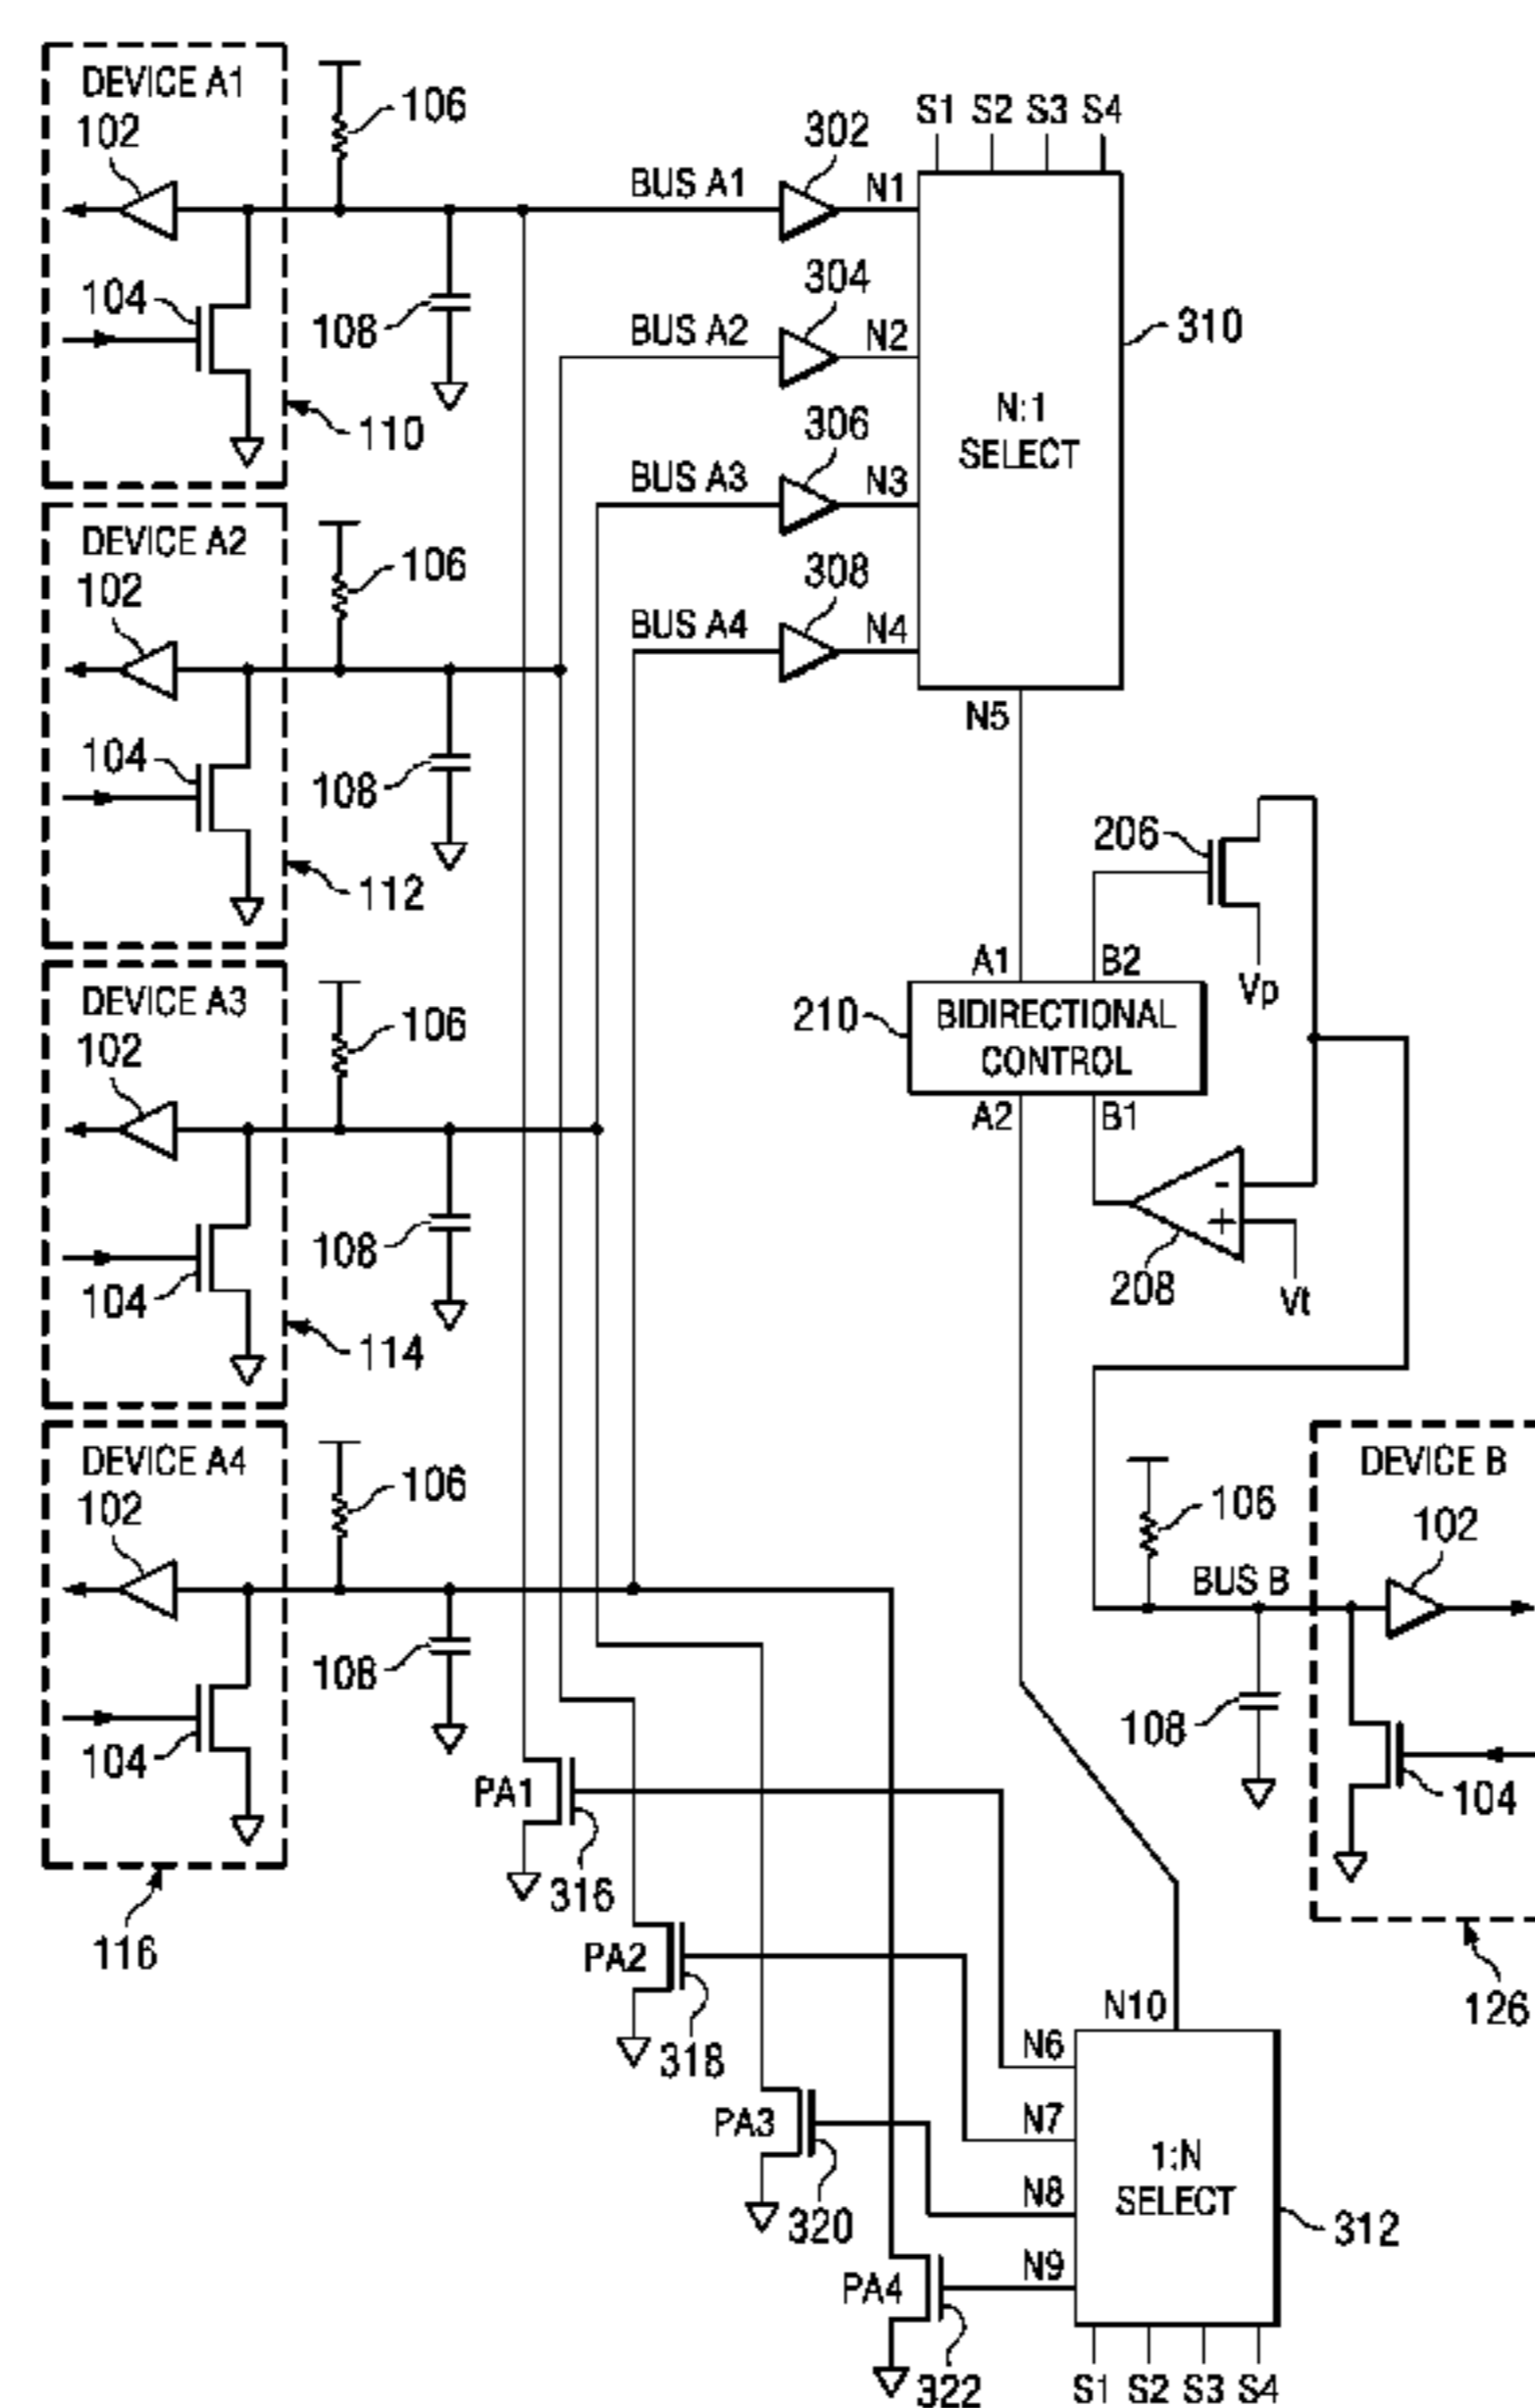 DEVICE A1
102
104
106
108
110
BUS A1
302
N1
S1 S2 S3 S4
BUS A2
304
N2
310
N:1
SELECT
BUS A3
306
N3
BUS A4
308
N4
N5
DEVICE A2
102
104
106
108
112
206
Vp
A1
B2
210
BIDIRECTIONAL
CONTROL
A2
B1
-
+
208
Vt
DEVICE A3
102
104
106
108
114
DEVICE A4
102
104
106
108
116
106
BUS B
DEVICE B
102
108
104
126
PA1
316
PA2
318
PA3
320
PA4
322
N10
N6
N7
N8
N9
1:N
SELECT
312
S1 S2 S3 S4